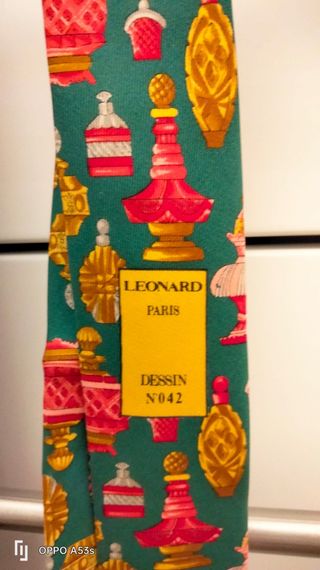 LEONARD
PARIS
DESSIN
N°042
OPPO A53s